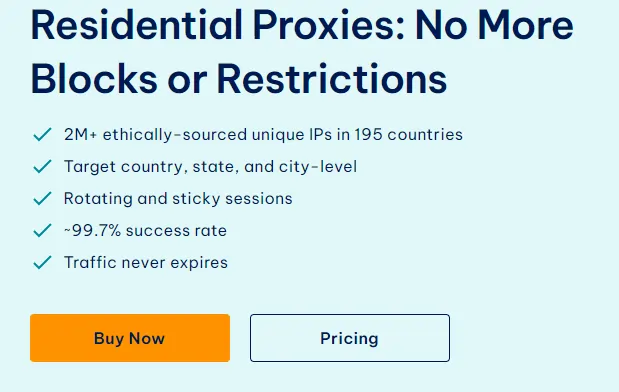 Residential Proxies: No More
Blocks or Restrictions
2M+ ethically-sourced unique IPs in 195 countries
Target country, state, and city-level
Rotating and sticky sessions
~99.7% success rate
Traffic never expires
Buy Now
Pricing